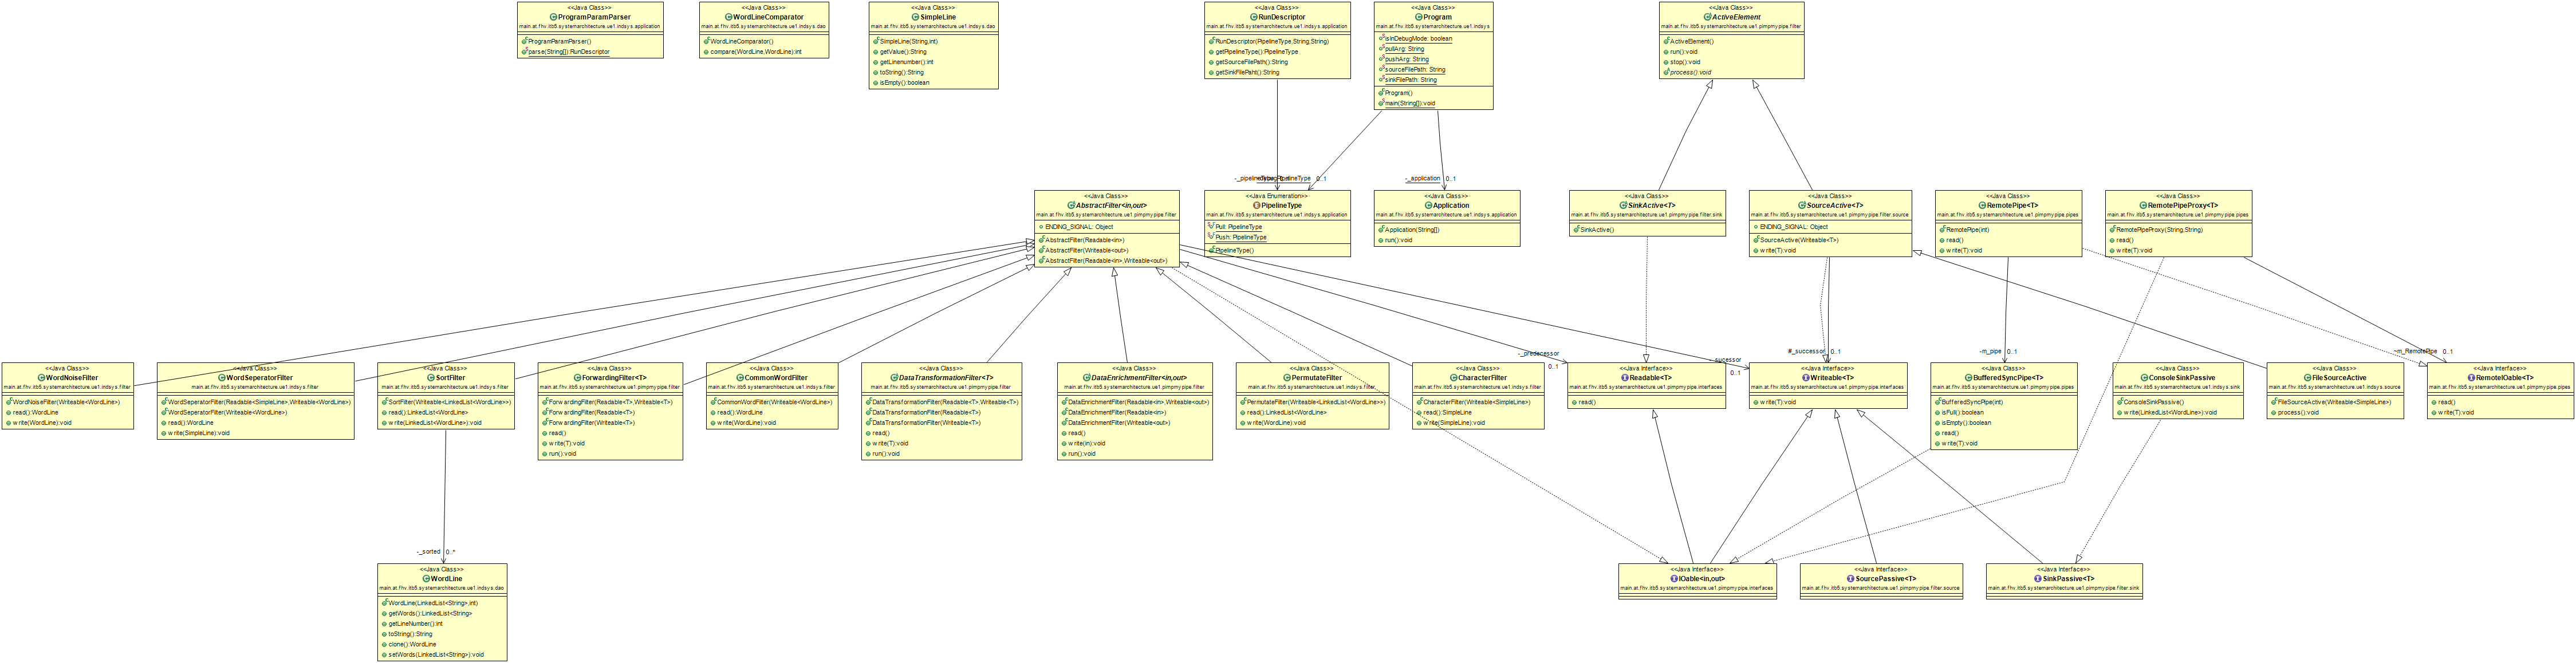 <<Java Class>>
ProgramParamParser
main.at.fhv.itb5.systemarchitecture.ue1.indsys.application
ProgramParamParser()
parse(String[]):RunDescriptor
<<Java Class>>
WordLineComparator
main.at.fhv.itb5.systemarchitecture.ue1.indsys.dao
WordLineComparator()
compare(WordLine,WordLine):int
<<Java Class>>
SimpleLine
main.at.fhv.itb5.systemarchitecture.ue1.indsys.dao
SimpleLine(String,int)
getValue():String
getLinenumber():int
toString():String
isEmpty():boolean
<<Java Class>>
RunDescriptor
main.at.fhv.itb5.systemarchitecture.ue1.indsys.application
RunDescriptor(PipelineType,String,String)
getPipelineType():PipelineType
getSourceFilePath():String
getSinkFilePaht():String
<<Java Class>>
Program
main.at.fhv.itb5.systemarchitecture.ue1.indsys
isInDebugMode: boolean
pullArg: String
pushArg: String
sourceFilePath: String
sinkFilePath: String
Program()
main(String[]):void
<<Java Class>>
ActiveElement
main.at.fhv.itb5.systemarchitecture.ue1.pimpmypipe.filter
ActiveElement()
run():void
stop():void
process():void
0..1
-_application 0..1
<<Java Class>>
AbstractFilter<in,out>
main.at.fhv.itb5.systemarchitecture.ue1.pimpmypipe.filter
ENDING_SIGNAL: Object
AbstractFilter(Readable<in>)
AbstractFilter(Writeable<out>)
AbstractFilter(Readable<in>,Writeable<out>)
<<Java Enumeration>>
PipelineType
main.at.fhv.itb5.systemarchitecture.ue1.indsys.application
Pull: PipelineType
Push: PipelineType
PipelineType()
<<Java Class>>
Application
main.at.fhv.itb5.systemarchitecture.ue1.indsys.application
Application(String[])
run():void
<<Java Class>>
SinkActive<T>
main.at.fhv.itb5.systemarchitecture.ue1.pimpmypipe.filter.sink
SinkActive()
<<Java Class>>
SourceActive<T>
main.at.fhv.itb5.systemarchitecture.ue1.pimpmypipe.filter.source
ENDING_SIGNAL: Object
SourceActive(Writeable<T>)
write(T):void
<<Java Class>>
RemotePipe<T>
main.at.fhv.itb5.systemarchitecture.ue1.pimpmypipe.pipes
RemotePipe(int)
read()
write(T):void
<<Java Class>>
RemotePipeProxy<T>
main.at.fhv.itb5.systemarchitecture.ue1.pimpmypipe.pipes
RemotePipeProxy(String,String)
read()
write(T):void
-_predecessor
0..1
sucessor
0..1
#_successor 0..1
-m_pipe 0..1
~m_RemotePipe 0..1
<<Java Class>>
WordNoiseFilter
main.at.fhv.itb5.systemarchitecture.ue1.indsys.filter
WordNoiseFilter(Writeable<WordLine>)
read():WordLine
write(WordLine):void
<<Java Class>>
WordSeperatorFilter
main.at.fhv.itb5.systemarchitecture.ue1.indsys.filter
WordSeperatorFilter(Readable<SimpleLine>,Writeable<WordLine>)
WordSeperatorFilter(Writeable<WordLine>)
read():WordLine
write(SimpleLine):void
<<Java Class>>
SortFilter
main.at.fhv.itb5.systemarchitecture.ue1.indsys.filter
SortFilter(Writeable<LinkedList<WordLine>>)
read():LinkedList<WordLine>
write(LinkedList<WordLine>):void
<<Java Class>>
ForwardingFilter<T>
main.at.fhv.itb5.systemarchitecture.ue1.pimpmypipe.filter
ForwardingFilter(Readable<T>,Writeable<T>)
ForwardingFilter(Readable<T>)
ForwardingFilter(Writeable<T>)
read()
write(T):void
run():void
<<Java Class>>
CommonWordFilter
main.at.fhv.itb5.systemarchitecture.ue1.indsys.filter
CommonWordFilter(Writeable<WordLine>)
read():WordLine
write(WordLine):void
<<Java Class>>
DataTransformationFilter<T>
main.at.fhv.itb5.systemarchitecture.ue1.pimpmypipe.filter
DataTransformationFilter(Readable<T>,Writeable<T>)
DataTransformationFilter(Readable<T>)
DataTransformationFilter(Writeable<T>)
read()
write(T):void
run():void
<<Java Class>>
DataEnrichmentFilter<in,out>
main.at.fhv.itb5.systemarchitecture.ue1.pimpmypipe.filter
DataEnrichmentFilter(Readable<in>,Writeable<out>)
DataEnrichmentFilter(Readable<in>)
DataEnrichmentFilter(Writeable<out>)
read()
write(in):void
run():void
<<Java Class>>
PermutateFilter
main.at.fhv.itb5.systemarchitecture.ue1.indsys.filter
PermutateFilter(Writeable<LinkedList<WordLine>>)
read():LinkedList<WordLine>
write(WordLine):void
<<Java Class>>
CharacterFilter
main.at.fhv.itb5.systemarchitecture.ue1.indsys.filter
CharacterFilter(Writeable<SimpleLine>)
read():SimpleLine
write(SimpleLine):void
<<Java Interface>>
Readable<T>
main.at.fhv.itb5.systemarchitecture.ue1.pimpmypipe.interfaces
read()
<<Java Interface>>
Writeable<T>
main.at.fhv.itb5.systemarchitecture.ue1.pimpmypipe.interfaces
write(T):void
<<Java Class>>
BufferedSyncPipe<T>
main.at.fhv.itb5.systemarchitecture.ue1.pimpmypipe.pipes
BufferedSyncPipe(int)
isFull():boolean
isEmpty():boolean
read()
write(T):void
<<Java Class>>
ConsoleSinkPassive
main.at.fhv.itb5.systemarchitecture.ue1.indsys.sink
ConsoleSinkPassive()
write(LinkedList<WordLine>):void
<<Java Class>>
FileSourceActive
main.at.fhv.itb5.systemarchitecture.ue1.indsys.source
FileSourceActive(Writeable<SimpleLine>)
process():void
<<Java Interface>>
RemoteIOable<T>
main.at.fhv.itb5.systemarchitecture.ue1.pimpmypipe.pipes
read()
write(T):void
-_sorted 0..*
<<Java Class>>
WordLine
main.at.fhv.itb5.systemarchitecture.ue1.indsys.dao
WordLine(LinkedList<String>,int)
getWords():LinkedList<String>
getLineNumber():int
toString():String
clone():WordLine
setWords(LinkedList<String>):void
<<Java Interface>>
IOable<in,out>
main.at.fhv.itb5.systemarchitecture.ue1.pimpmypipe.interfaces
<<Java Interface>>
SourcePassive<T>
main.at.fhv.itb5.systemarchitecture.ue1.pimpmypipe.filter.source
<<Java Interface>>
SinkPassive<T>
main.at.fhv.itb5.systemarchitecture.ue1.pimpmypipe.filter.sink